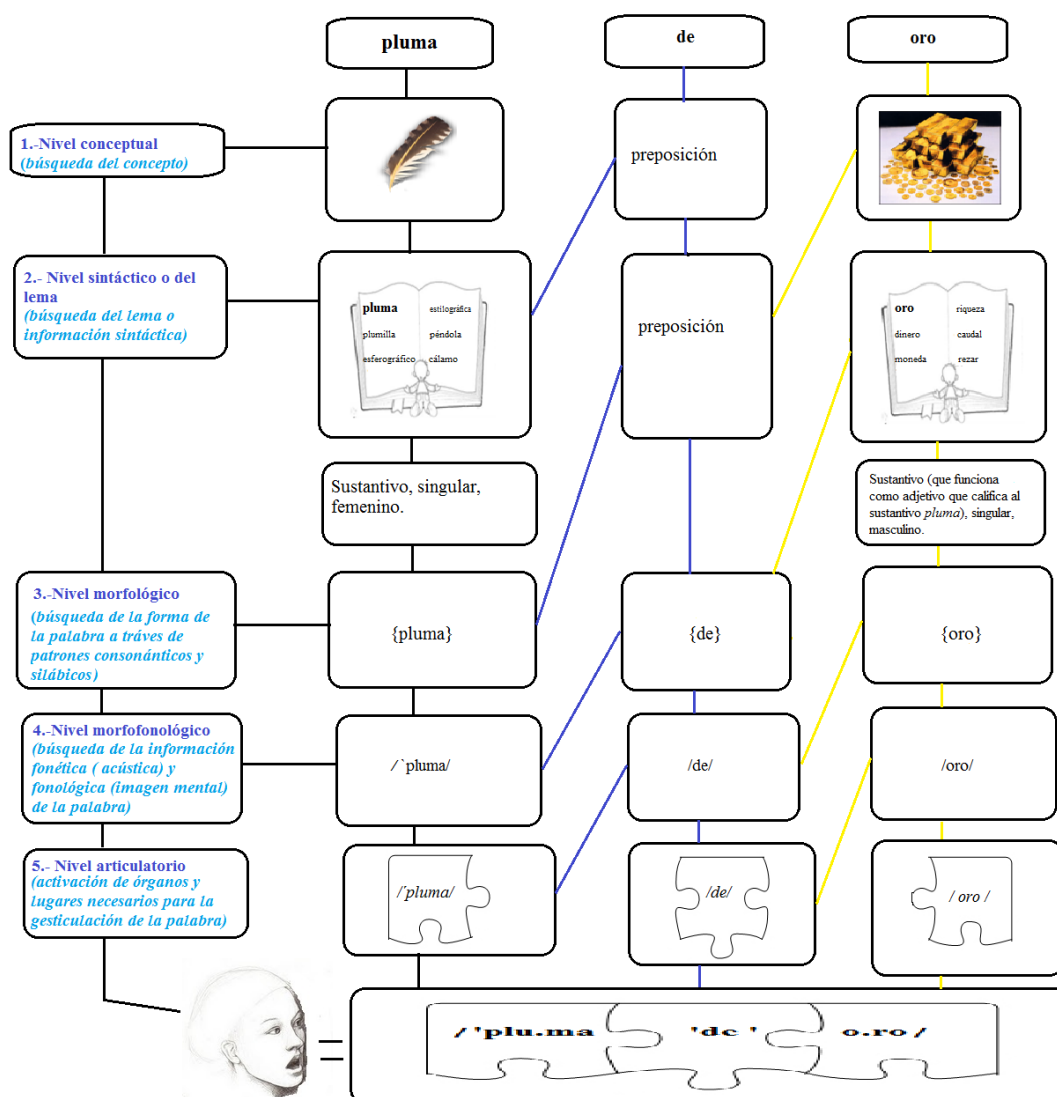 pluma
de
oro
1.-Nivel conceptual
(búsqueda del concepto)
preposición
2.- Nivel sintáctico o del
lema
(búsqueda del lema o
información sintáctica)
pluma estilográfica
plumilla péndola
esferográfico cálamo
preposición
oro riqueza
dinero caudal
moneda rezar
Sustantivo, singular,
femenino.
Sustantivo (que funciona
como adjetivo que califica al
sustantivo pluma), singular,
masculino.
3.-Nivel morfológico
(búsqueda de la forma de
la palabra a tráves de
patrones consonánticos y
silábicos)
{pluma}
{de}
{oro}
4.-Nivel morfofonológico
(búsqueda de la información
fonética ( acústica) y
fonológica (imagen mental)
de la palabra)
/`pluma/
/de/
/oro/
5.- Nivel articulatorio
(activación de órganos y
lugares necesarios para la
gesticulación de la palabra)
/´pluma/
/de/
/ oro /
=
/ 'plu.ma 'de ' o.ro /